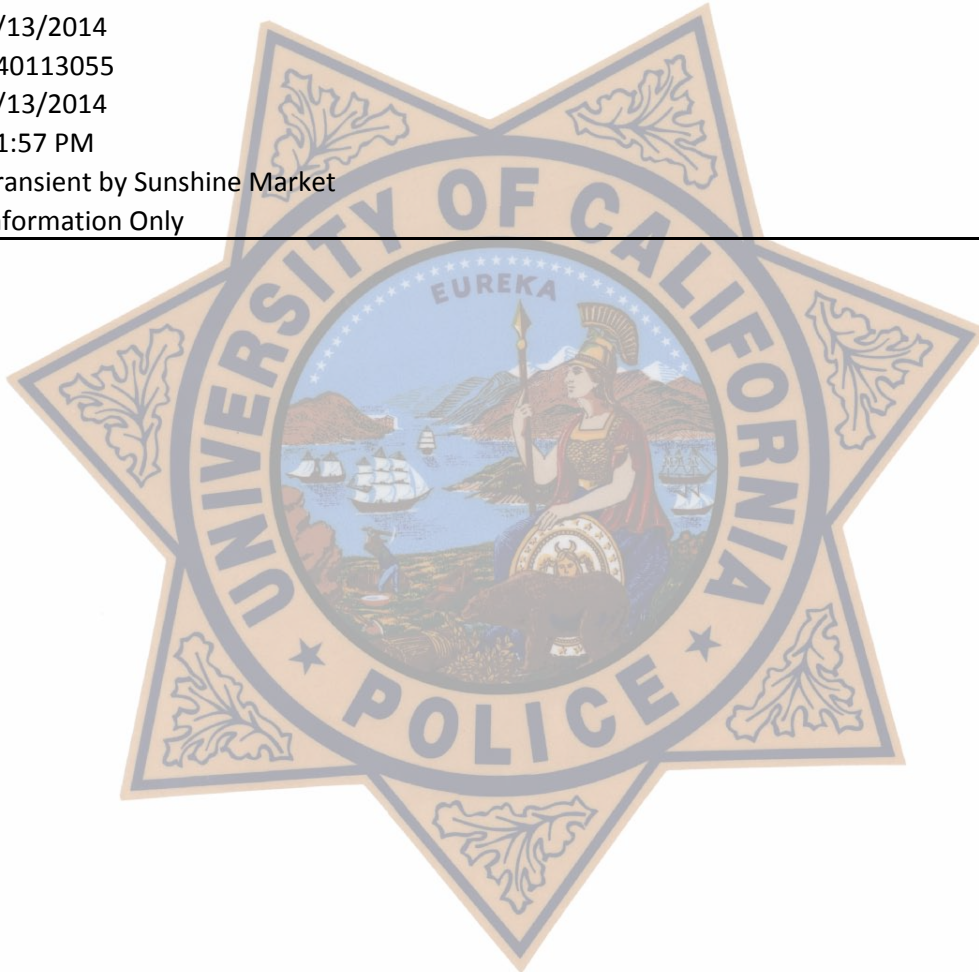 /13/2014
40113055
/13/2014
1:57 PM
ransient by Sunshine Market
formation Only
UNIVERSITY OF CALIFORNIA
EUREKA
POLICE